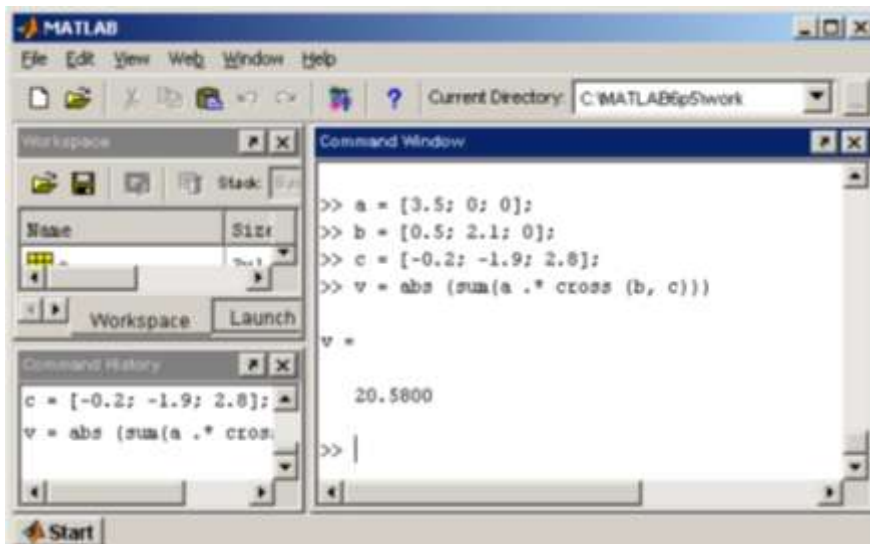 MATLAB
File Edit View Web Window Help
Current Directory: C:\MATLAB6p5\work
Workspace
Stack:
Name Size
Workspace Launch
Command History
c = [-0.2; -1.9; 2.8];
v = abs (sum(a .* cros
Command Window
>> a = [3.5; 0; 0];
>> b = [0.5; 2.1; 0];
>> c = [-0.2; -1.9; 2.8];
>> v = abs (sum(a .* cross (b, c)))
v =
20.5800
>>
Start